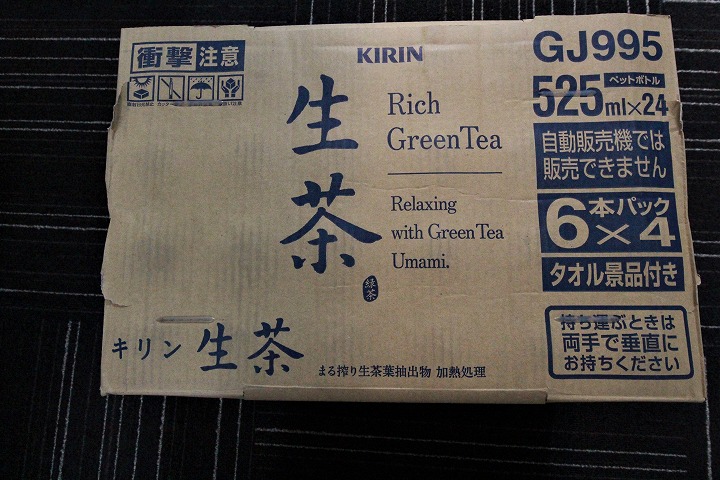 衝撃 注意
KIRIN
生茶
Rich
GreenTea
Relaxing
with GreenTea
Umami.
緑茶
キリン 生茶
まる搾り生茶葉抽出物 加熱処理
GJ995
ペットボトル
525ml×24
自動販売機では
販売できません
6本パック×4
タオル景品付き
持ち運ぶときは
両手で垂直に
お持ちください